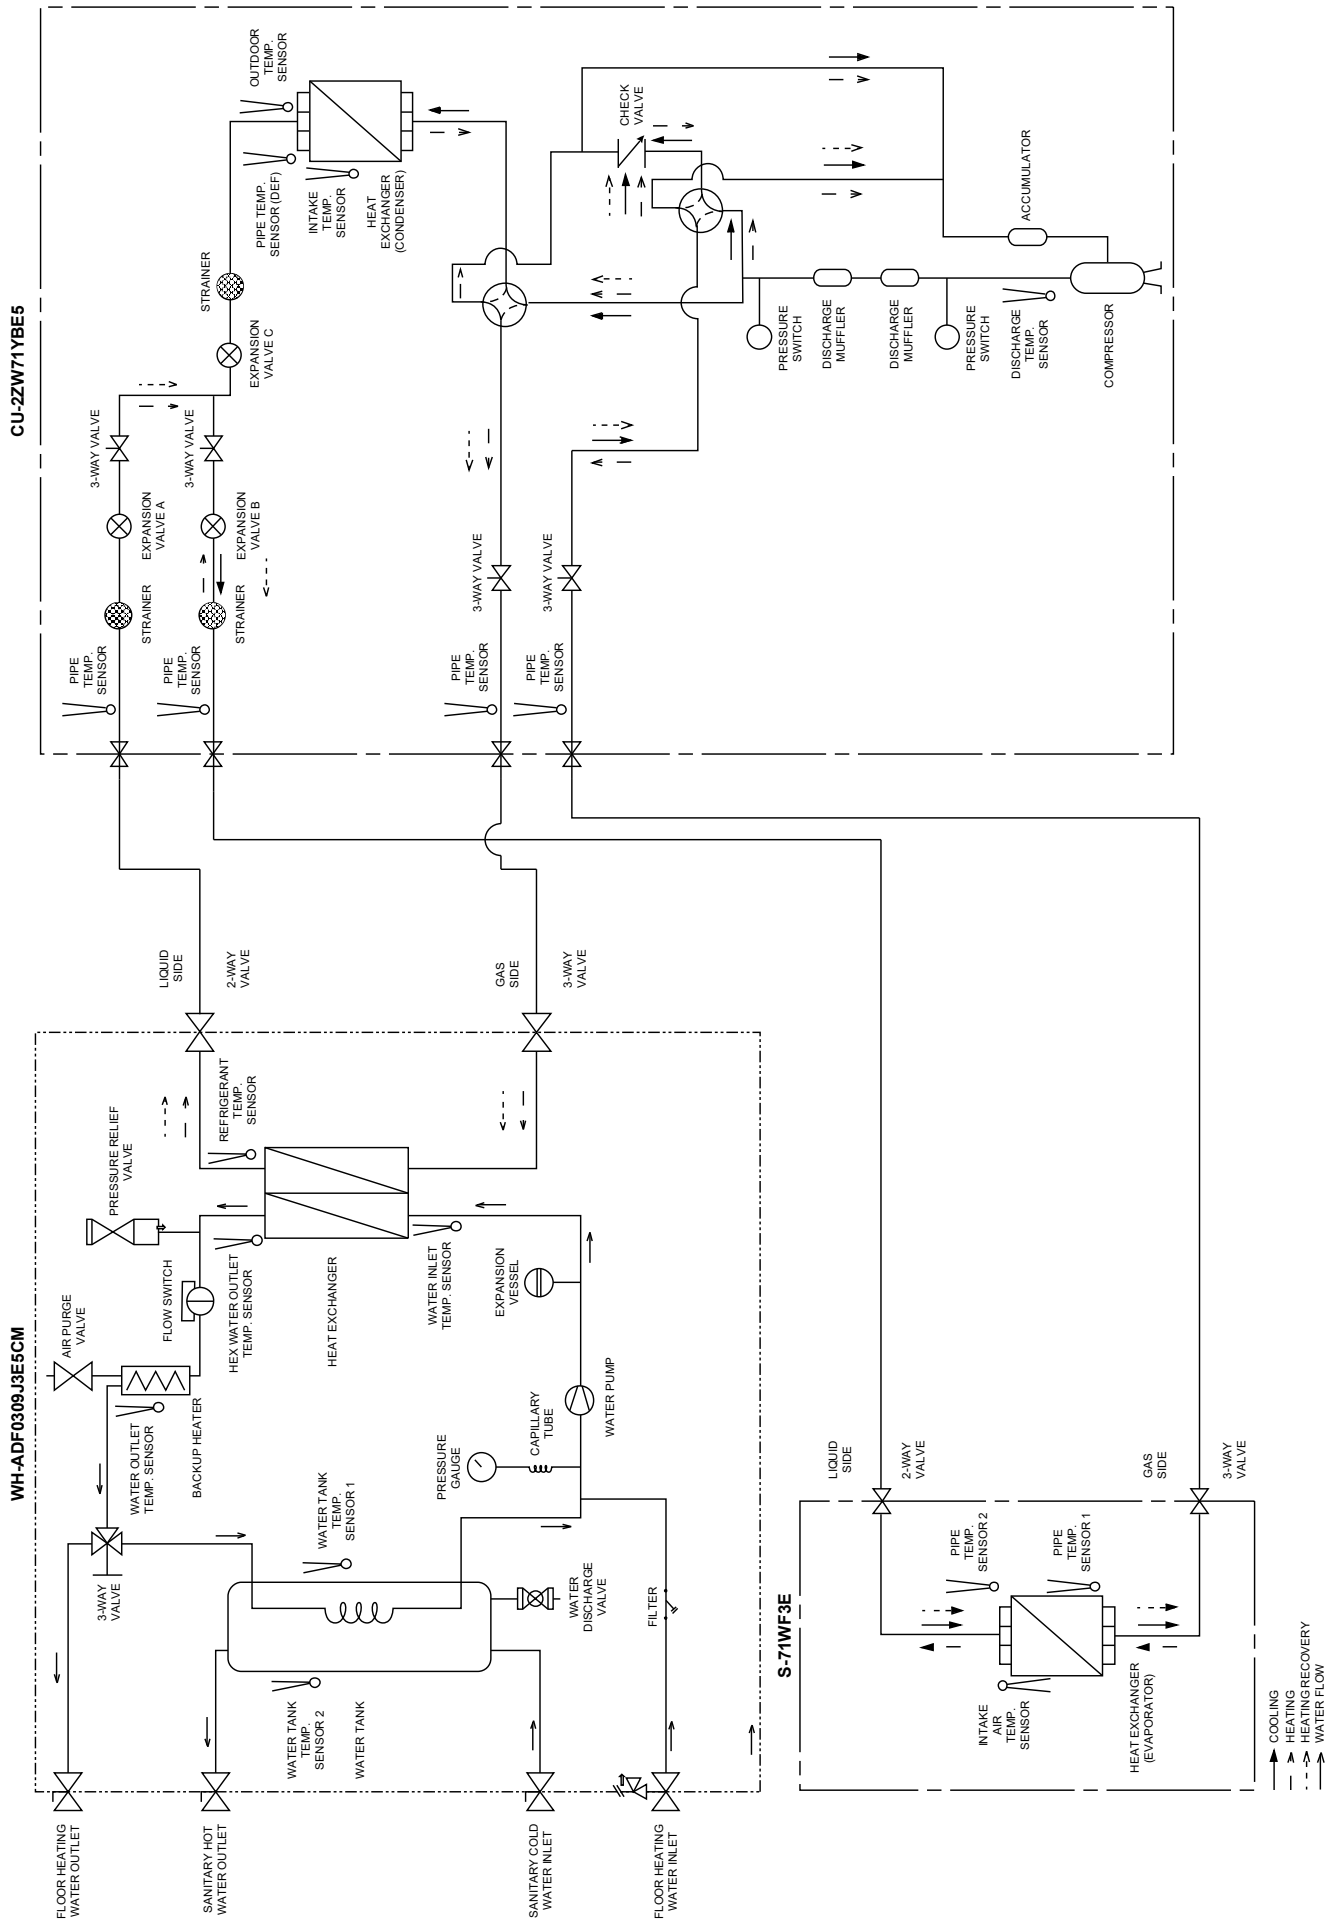 CU-2ZW71YBE5
OUTDOOR
TEMP.
SENSOR
PIPE TEMP.
SENSOR (DEF)
INTAKE
TEMP.
SENSOR
HEAT
EXCHANGER
(CONDENSER)
STRAINER
EXPANSION
VALVE C
3-WAY VALVE
3-WAY VALVE
EXPANSION
VALVE A
EXPANSION
VALVE B
STRAINER
STRAINER
PIPE
TEMP.
SENSOR
PIPE
TEMP.
SENSOR
CHECK
VALVE
ACCUMULATOR
PRESSURE
SWITCH
DISCHARGE
MUFFLER
DISCHARGE
MUFFLER
PRESSURE
SWITCH
DISCHARGE
TEMP.
SENSOR
COMPRESSOR
3-WAY VALVE
3-WAY VALVE
PIPE
TEMP.
SENSOR
PIPE
TEMP.
SENSOR
LIQUID
SIDE
2-WAY
VALVE
GAS
SIDE
3-WAY
VALVE
WH-ADF0309J3E5CM
PRESSURE RELIEF
VALVE
REFRIGERANT
TEMP.
SENSOR
AIR PURGE
VALVE
FLOW SWITCH
HEX WATER OUTLET
TEMP. SENSOR
HEAT EXCHANGER
WATER INLET
TEMP. SENSOR
EXPANSION
VESSEL
WATER OUTLET
TEMP. SENSOR
BACKUP HEATER
PRESSURE
GAUGE
CAPILLARY
TUBE
WATER PUMP
3-WAY
VALVE
WATER TANK
TEMP.
SENSOR 1
WATER
DISCHARGE
VALVE
FILTER
WATER TANK
TEMP.
SENSOR 2
WATER TANK
FLOOR HEATING
WATER OUTLET
SANITARY HOT
WATER OUTLET
SANITARY COLD
WATER INLET
FLOOR HEATING
WATER INLET
S-71WF3E
LIQUID
SIDE
2-WAY
VALVE
GAS
SIDE
3-WAY
VALVE
PIPE
TEMP.
SENSOR 2
PIPE
TEMP.
SENSOR 1
INTAKE
AIR
TEMP.
SENSOR
HEAT EXCHANGER
(EVAPORATOR)
COOLING
HEATING
HEATING RECOVERY
WATER FLOW